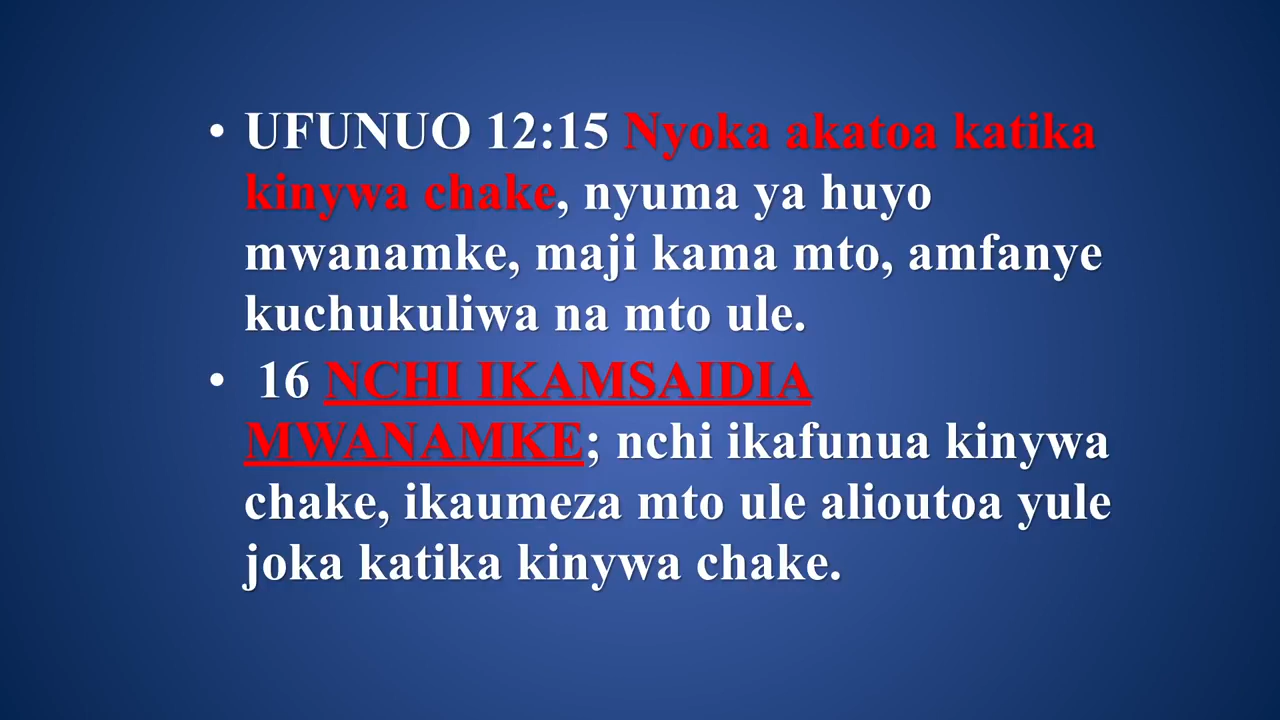 • UFUNUO 12:15 Nyoka akatoa katika
kinywa chake, nyuma ya huyo
mwanamke, maji kama mto, amfanye
kuchukuliwa na mto ule.
• 16 NCHI IKAMSAIDIA
MWANAMKE; nchi ikafunua kinywa
chake, ikaumeza mto ule alioutoa yule
joka katika kinywa chake.